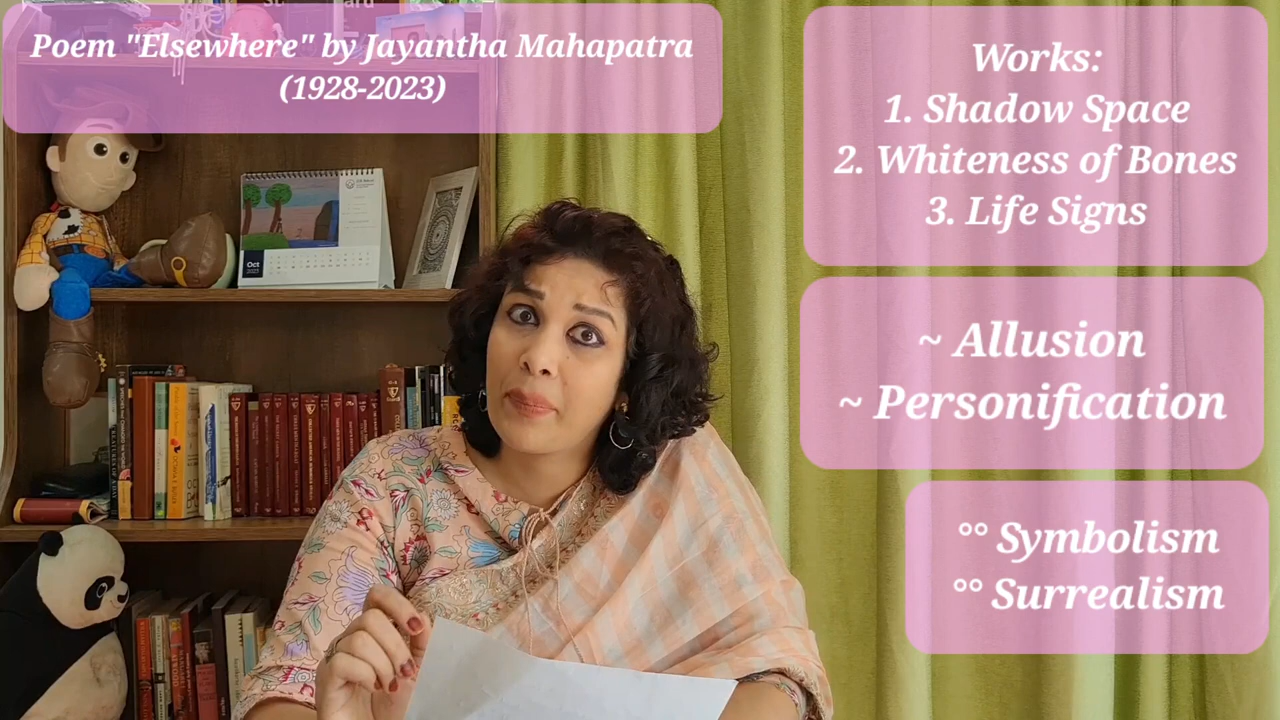 Poem "Elsewhere" by Jayantha Mahapatra
(1928-2023)
Works:
1. Shadow Space
2. Whiteness of Bones
3. Life Signs
~ Allusion
~ Personification
°° Symbolism
°° Surrealism
Oct